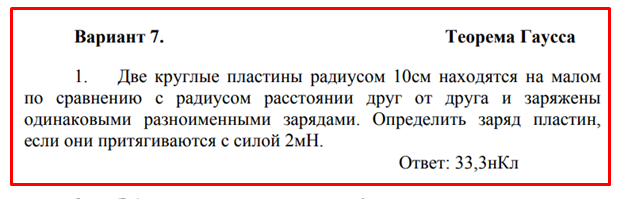 Вариант 7. Теорема Гаусса
1. Две круглые пластины радиусом 10см находятся на малом
по сравнению с радиусом расстоянии друг от друга и заряжены
одинаковыми разноименными зарядами. Определить заряд пластин,
если они притягиваются с силой 2мН.
Ответ: 33,3нКл